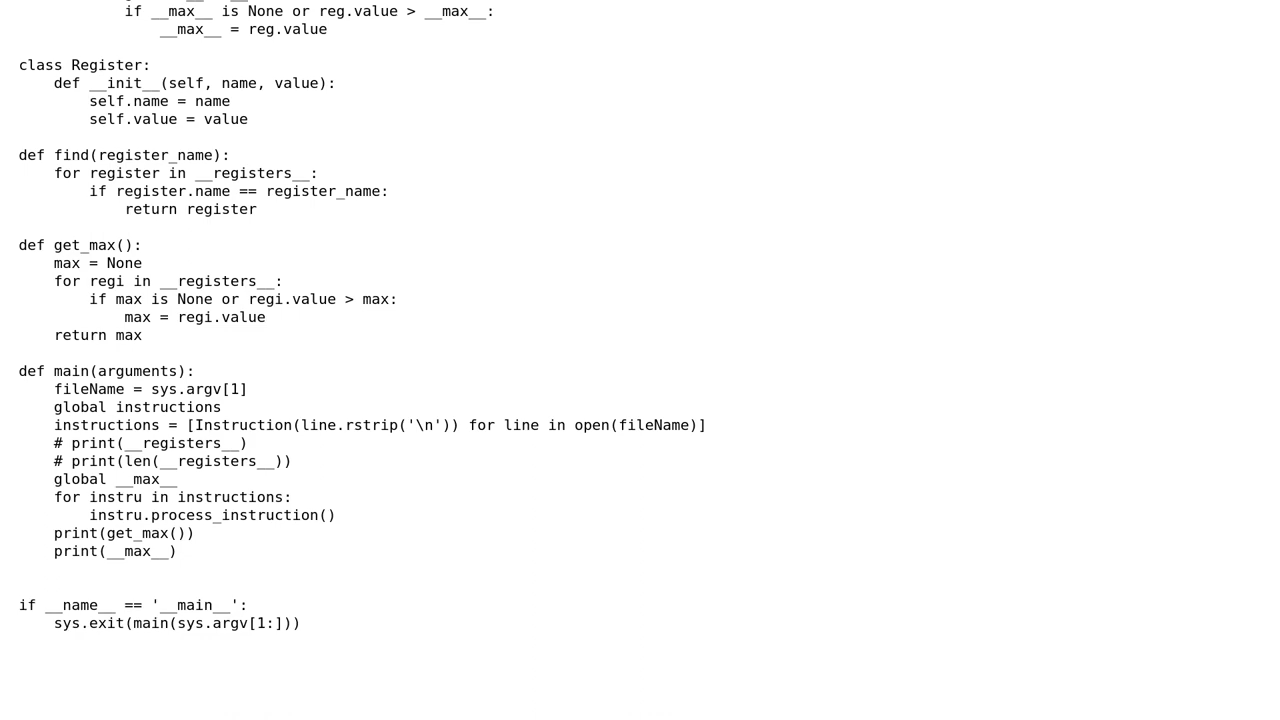 if __max__ is None or reg.value > __max__:
                __max__ = reg.value

class Register:
    def __init__(self, name, value):
        self.name = name
        self.value = value

def find(register_name):
    for register in __registers__:
        if register.name == register_name:
            return register

def get_max():
    max = None
    for regi in __registers__:
        if max is None or regi.value > max:
            max = regi.value
    return max

def main(arguments):
    fileName = sys.argv[1]
    global instructions
    instructions = [Instruction(line.rstrip('\n')) for line in open(fileName)]
    # print(__registers__)
    # print(len(__registers__))
    global __max__
    for instru in instructions:
        instru.process_instruction()
    print(get_max())
    print(__max__)


if __name__ == '__main__':
    sys.exit(main(sys.argv[1:]))